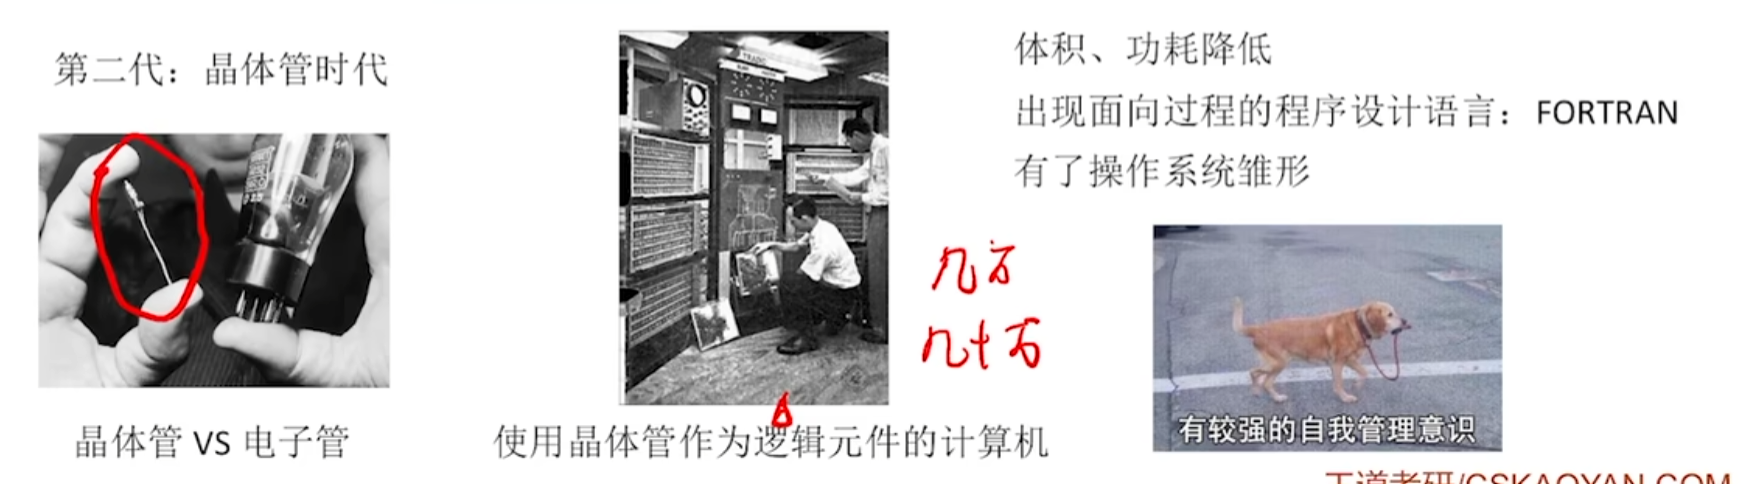 第二代：晶体管时代
晶体管 VS 电子管
TRADIC
使用晶体管作为逻辑元件的计算机
体积、功耗降低
出现面向过程的程序设计语言：FORTRAN
有了操作系统雏形
几万
几十万
有较强的自我管理意识
王道考研/CSKAOYAN.COM